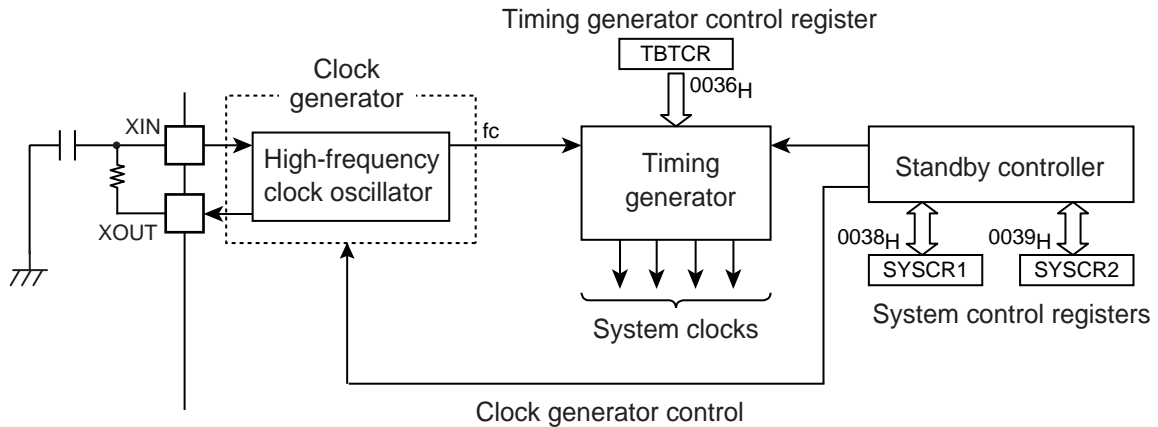 Timing generator control register
TBTCR
0036H
Clock
generator
XIN
High-frequency
clock oscillator
XOUT
fc
Timing
generator
Standby controller
0038H
0039H
SYSCR1
SYSCR2
System control registers
System clocks
Clock generator control